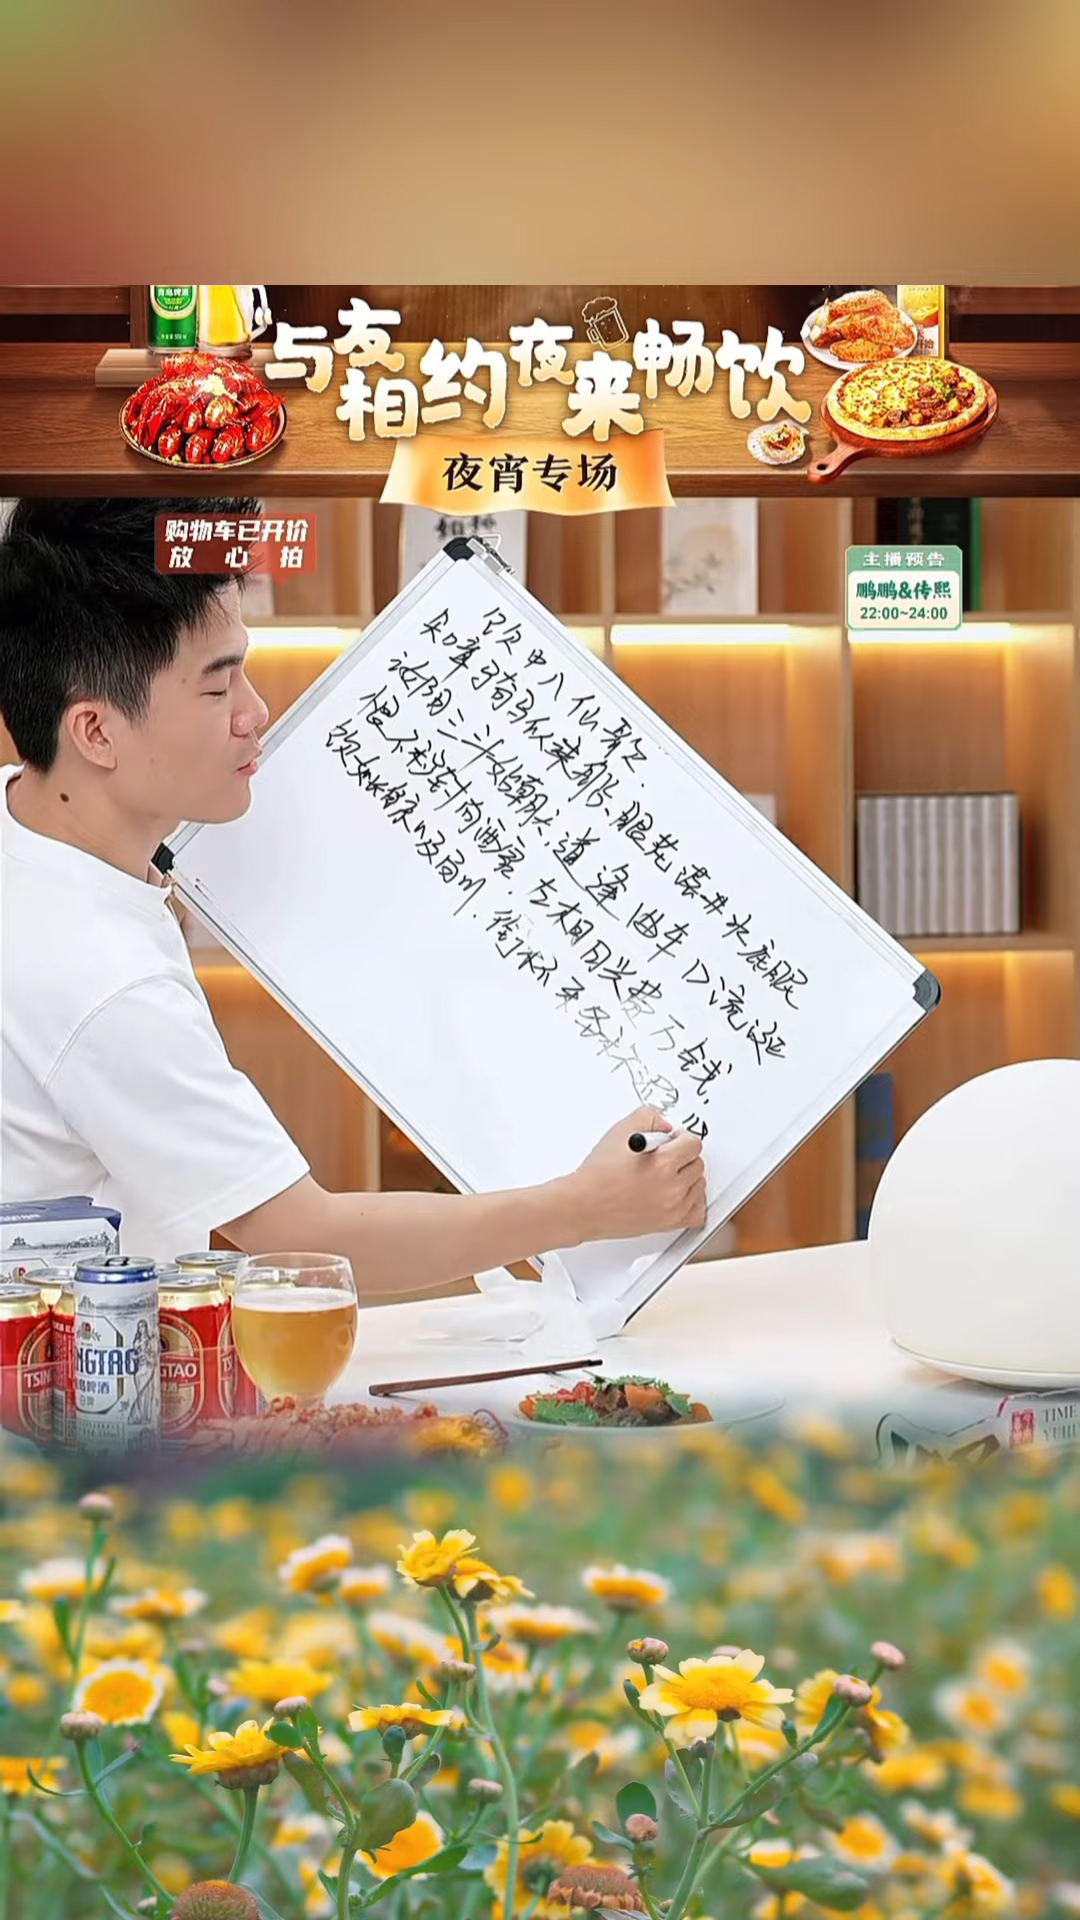 与友相约夜来畅饮
夜宵专场
购物车已开价
放心拍
主播预告
鹏鹏&传熙
22:00~24:00
饮中八仙歌
知章骑马似乘船、眼花落井水底眠
汝阳三斗始朝天,道逢曲车口流涎
恨不移封向酒泉.左相日兴费万钱,
饮如长鲸吸百川.衔杯乐圣称
TSINGTAO
TIME
YUHI